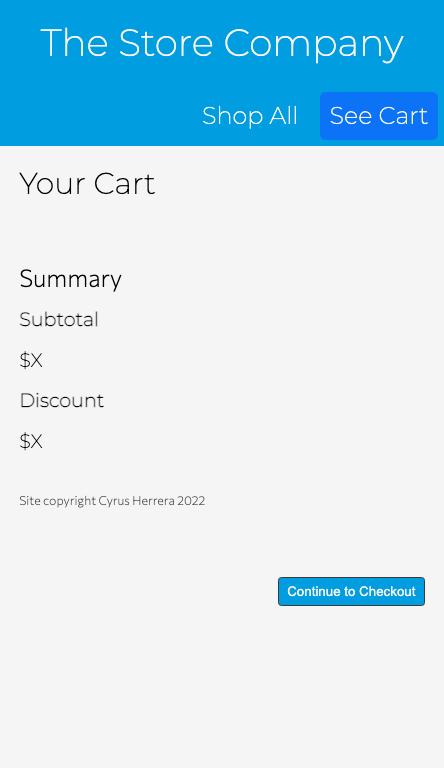 The Store Company
Shop All See Cart
Your Cart
Summary
Subtotal
$X
Discount
$X
Site copyright Cyrus Herrera 2022
Continue to Checkout